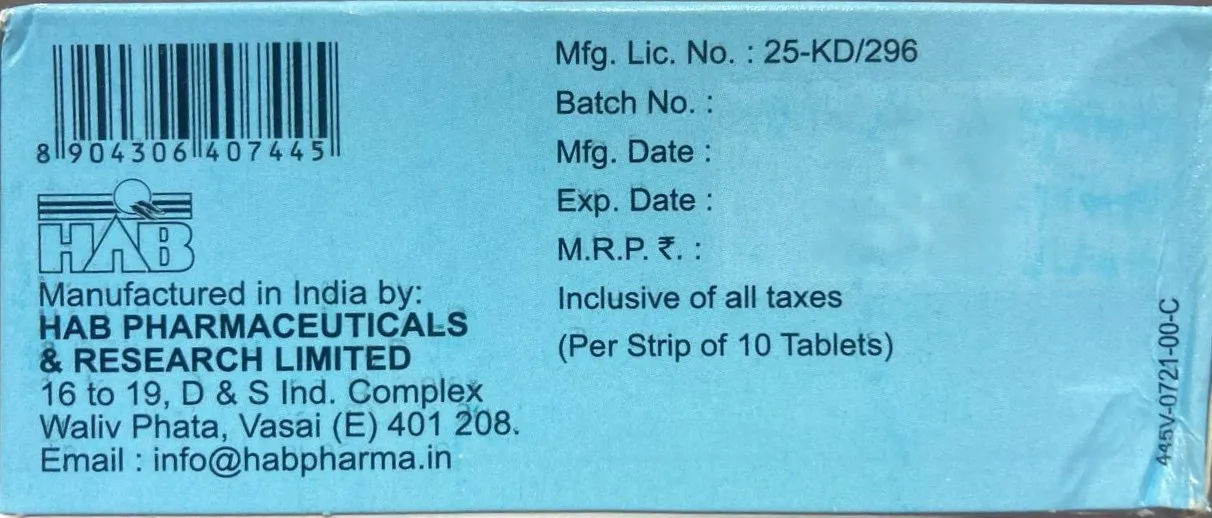 8 904306 407445
HAB
Manufactured in India by:
HAB PHARMACEUTICALS
& RESEARCH LIMITED
16 to 19, D & S Ind. Complex
Waliv Phata, Vasai (E) 401 208.
Email : info@habpharma.in
Mfg. Lic. No. : 25-KD/296
Batch No. :
Mfg. Date :
Exp. Date :
M.R.P. ₹. :
Inclusive of all taxes
(Per Strip of 10 Tablets)
445V-0721-00-C